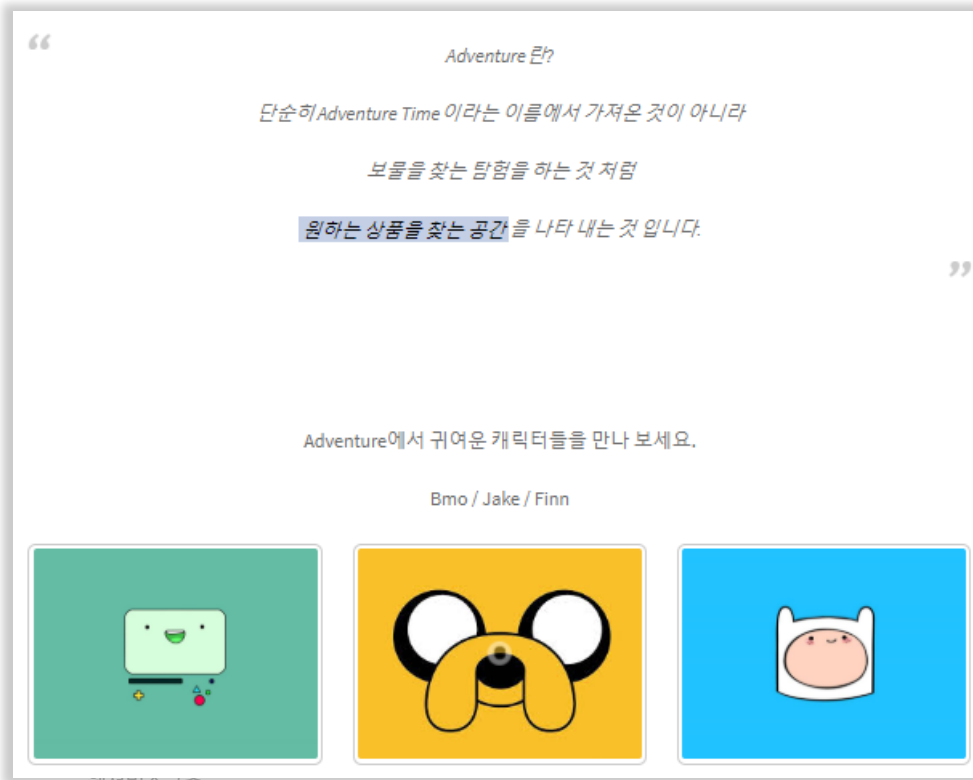 “
Adventure 란?
단순히 Adventure Time 이라는 이름에서 가져온 것이 아니라
보물을 찾는 탐험을 하는 것 처럼
원하는 상품을 찾는 공간 을 나타 내는 것 입니다.
”
Adventure에서 귀여운 캐릭터들을 만나 보세요.
Bmo / Jake / Finn